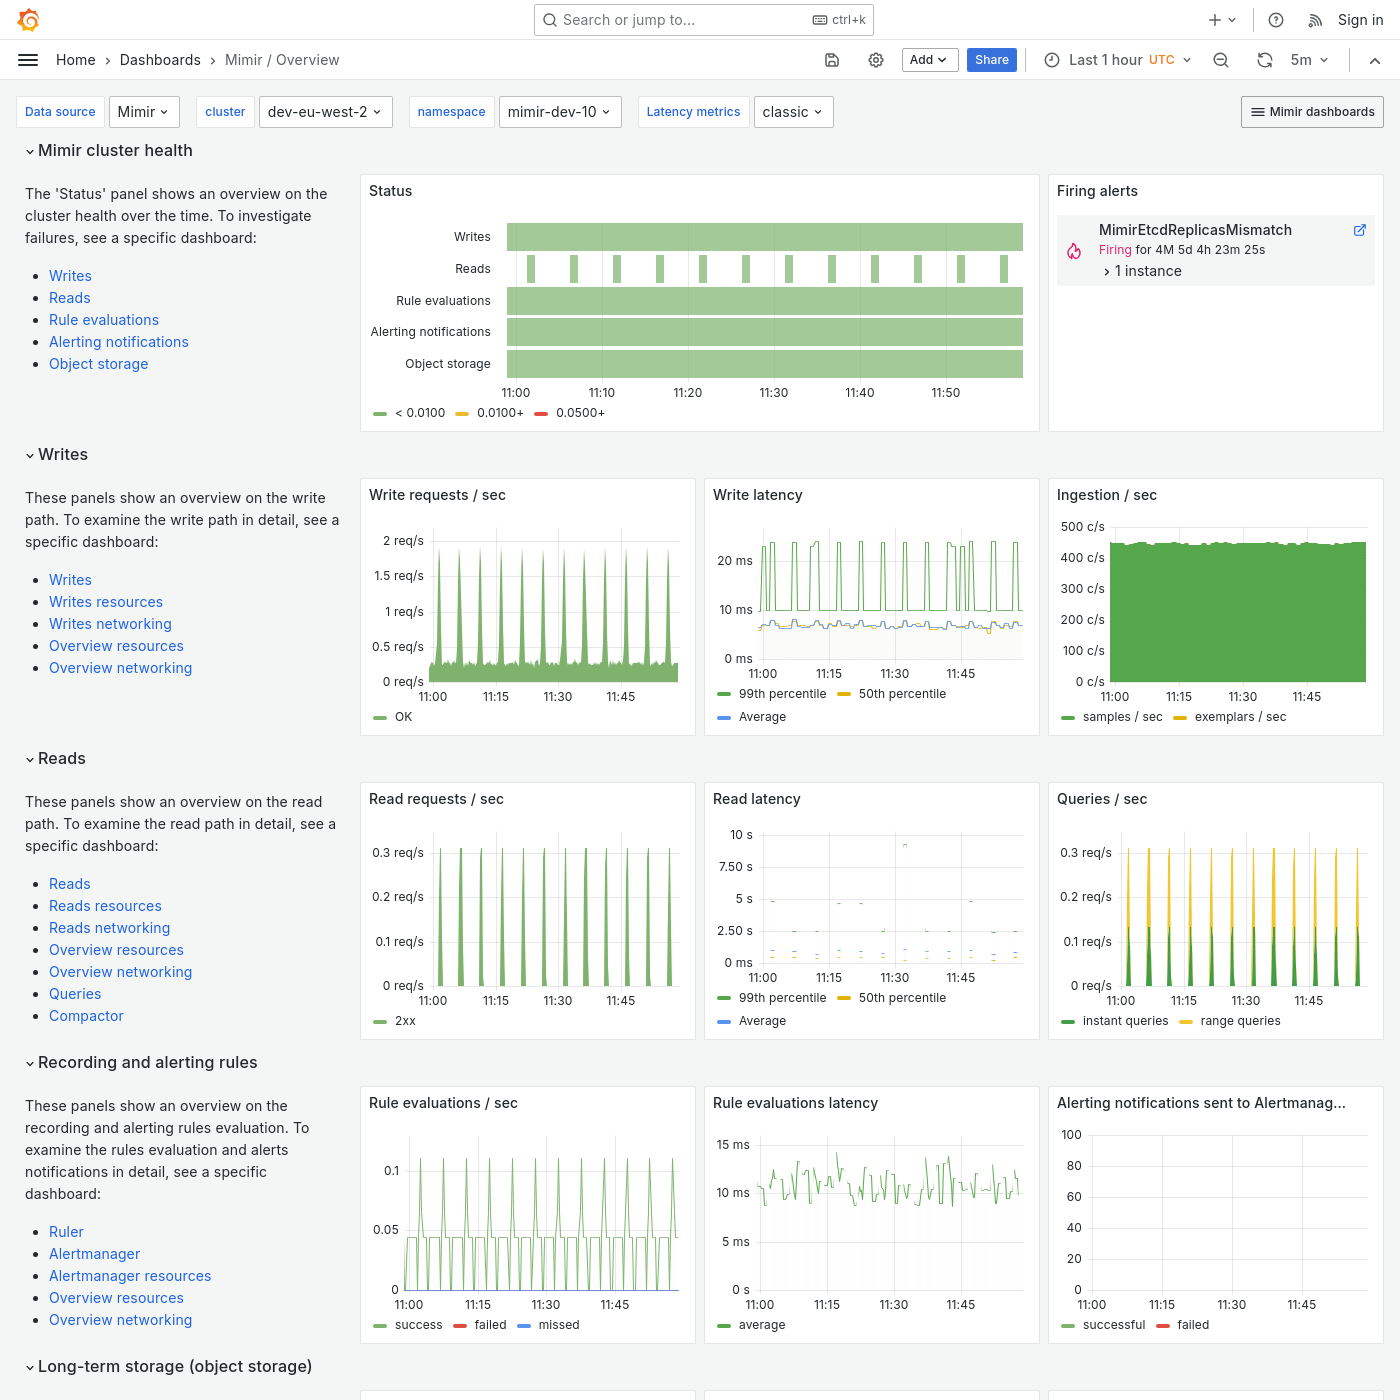 Search or jump to...
ctrl+k
Sign in
Home › Dashboards › Mimir / Overview
Add
Share
Last 1 hour UTC
5m
Data source
Mimir
cluster
dev-eu-west-2
namespace
mimir-dev-10
Latency metrics
classic
Mimir dashboards
Mimir cluster health
The 'Status' panel shows an overview on the
cluster health over the time. To investigate
failures, see a specific dashboard:
Writes
Reads
Rule evaluations
Alerting notifications
Object storage
Status
Writes
Reads
Rule evaluations
Alerting notifications
Object storage
11:00 11:10 11:20 11:30 11:40 11:50
< 0.0100 0.0100+ 0.0500+
Firing alerts
MimirEtcdReplicasMismatch
Firing for 4M 5d 4h 23m 25s
1 instance
Writes
These panels show an overview on the write
path. To examine the write path in detail, see a
specific dashboard:
Writes
Writes resources
Writes networking
Overview resources
Overview networking
Write requests / sec
2 req/s
1.5 req/s
1 req/s
0.5 req/s
0 req/s
11:00 11:15 11:30 11:45
OK
Write latency
20 ms
10 ms
0 ms
11:00 11:15 11:30 11:45
99th percentile 50th percentile
Average
Ingestion / sec
500 c/s
400 c/s
300 c/s
200 c/s
100 c/s
0 c/s
11:00 11:15 11:30 11:45
samples / sec exemplars / sec
Reads
These panels show an overview on the read
path. To examine the read path in detail, see a
specific dashboard:
Reads
Reads resources
Reads networking
Overview resources
Overview networking
Queries
Compactor
Read requests / sec
0.3 req/s
0.2 req/s
0.1 req/s
0 req/s
11:00 11:15 11:30 11:45
2xx
Read latency
10 s
7.50 s
5 s
2.50 s
0 ms
11:00 11:15 11:30 11:45
99th percentile 50th percentile
Average
Queries / sec
0.3 req/s
0.2 req/s
0.1 req/s
0 req/s
11:00 11:15 11:30 11:45
instant queries range queries
Recording and alerting rules
These panels show an overview on the
recording and alerting rules evaluation. To
examine the rules evaluation and alerts
notifications in detail, see a specific
dashboard:
Ruler
Alertmanager
Alertmanager resources
Overview resources
Overview networking
Rule evaluations / sec
0.1
0.05
0
11:00 11:15 11:30 11:45
success failed missed
Rule evaluations latency
15 ms
10 ms
5 ms
0 s
11:00 11:15 11:30 11:45
average
Alerting notifications sent to Alertmanag...
100
80
60
40
20
0
11:00 11:15 11:30 11:45
successful failed
Long-term storage (object storage)